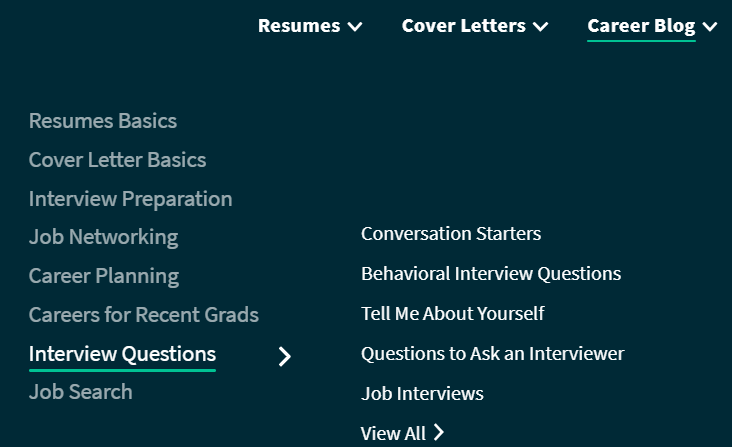 Resumes
Cover Letters
Career Blog
Resumes Basics
Cover Letter Basics
Interview Preparation
Job Networking
Career Planning
Careers for Recent Grads
Interview Questions
Job Search
Conversation Starters
Behavioral Interview Questions
Tell Me About Yourself
Questions to Ask an Interviewer
Job Interviews
View All